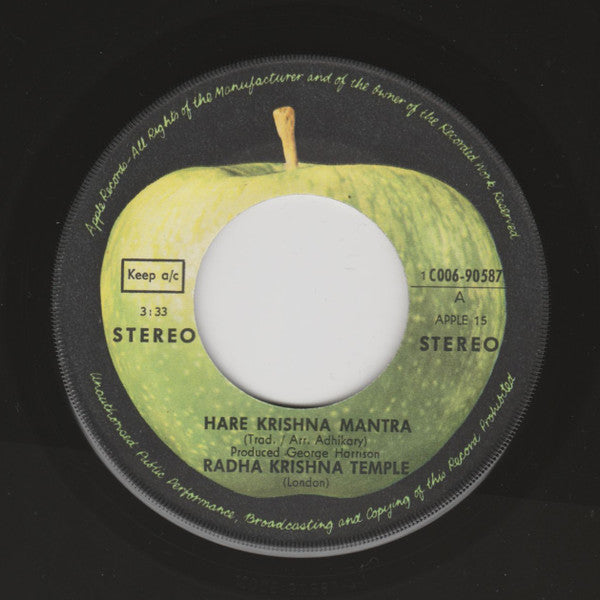 Apple Records-All Rights of the Manufacturer and of the Owner of the Recorded Work Reserved
Keep a/c
3:33
STEREO
1C006-90587
A
APPLE 15
STEREO
HARE KRISHNA MANTRA
(Trad. / Arr. Adhikary)
Produced George Harrison
RADHA KRISHNA TEMPLE
(London)
Unauthorised Public Performance, Broadcasting and Copying of this Record Prohibited